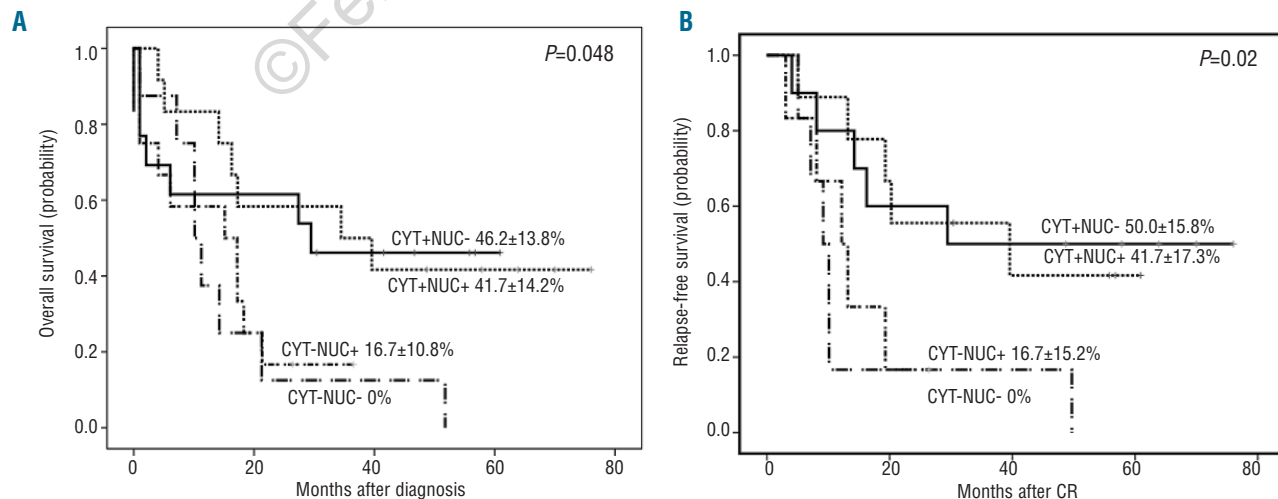 A
©Fe
P=0.048
Overall survival (probability)
1.0
0.8
0.6
0.4
0.2
0.0
CYT+NUC- 46.2±13.8%
CYT+NUC+ 41.7±14.2%
CYT-NUC+ 16.7±10.8%
CYT-NUC- 0%
0 20 40 60 80
Months after diagnosis
B
P=0.02
Relapse-free survival (probability)
1.0
0.8
0.6
0.4
0.2
0.0
CYT+NUC- 50.0±15.8%
CYT+NUC+ 41.7±17.3%
CYT-NUC+ 16.7±15.2%
CYT-NUC- 0%
0 20 40 60 80
Months after CR